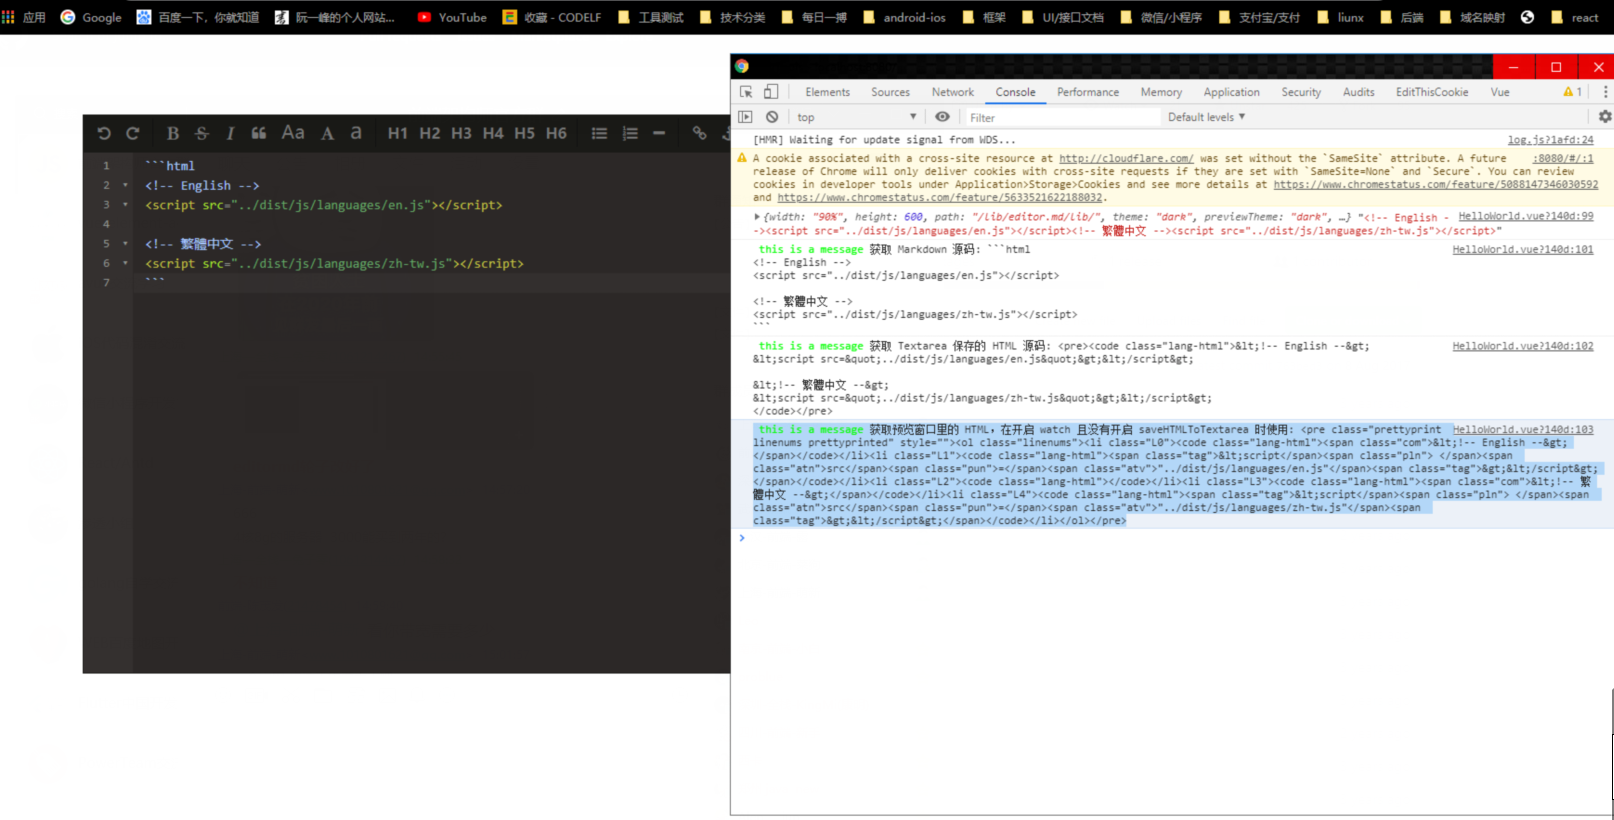 应用 Google 百度一下，你就知道 阮一峰的个人网站... YouTube 收藏 - CODELF 工具测试 技术分类 每日一搏 android-ios 框架 UI/接口文档 微信/小程序 支付宝/支付 liunx 后端 域名映射 react
Elements Sources Network Console Performance Memory Application Security Audits EditThisCookie Vue 1
top Filter Default levels
B S I Aa A a H1 H2 H3 H4 H5 H6
1 ```html
2 <!-- English -->
3 <script src="../dist/js/languages/en.js"></script>
4
5 <!-- 繁體中文 -->
6 <script src="../dist/js/languages/zh-tw.js"></script>
7 ```
[HMR] Waiting for update signal from WDS... log.js?1afd:24
A cookie associated with a cross-site resource at http://cloudflare.com/ was set without the `SameSite` attribute. A future :8080/#/:1
release of Chrome will only deliver cookies with cross-site requests if they are set with `SameSite=None` and `Secure`. You can review
cookies in developer tools under Application>Storage>Cookies and see more details at https://www.chromestatus.com/feature/5088147346030592
and https://www.chromestatus.com/feature/5633521622188032.
{width: "90%", height: 600, path: "/lib/editor.md/lib/", theme: "dark", previewTheme: "dark", …} "<!-- English - HelloWorld.vue?140d:99
-><script src="../dist/js/languages/en.js"></script><!-- 繁體中文 --><script src="../dist/js/languages/zh-tw.js"></script>"
this is a message 获取 Markdown 源码: ```html HelloWorld.vue?140d:101
<!-- English -->
<script src="../dist/js/languages/en.js"></script>
<!-- 繁體中文 -->
<script src="../dist/js/languages/zh-tw.js"></script>
```
this is a message 获取 Textarea 保存的 HTML 源码: <pre><code class="lang-html">&lt;!-- English --&gt; HelloWorld.vue?140d:102
&lt;script src=&quot;../dist/js/languages/en.js&quot;&gt;&lt;/script&gt;
&lt;!-- 繁體中文 --&gt;
&lt;script src=&quot;../dist/js/languages/zh-tw.js&quot;&gt;&lt;/script&gt;
</code></pre>
this is a message 获取预览窗口里的 HTML，在开启 watch 且没有开启 saveHTMLToTextarea 时使用: <pre class="prettyprint HelloWorld.vue?140d:103
linenums prettyprinted" style=""><ol class="linenums"><li class="L0"><code class="lang-html"><span class="com">&lt;!-- English --&gt;
</span></code></li><li class="L1"><code class="lang-html"><span class="tag">&lt;script</span><span class="pln"> </span><span
class="atn">src</span><span class="pun">=</span><span class="atv">"../dist/js/languages/en.js"</span><span class="tag">&gt;&lt;/script&gt;
</span></code></li><li class="L2"><code class="lang-html"></code></li><li class="L3"><code class="lang-html"><span class="com">&lt;!-- 繁
體中文 --&gt;</span></code></li><li class="L4"><code class="lang-html"><span class="tag">&lt;script</span><span class="pln"> </span><span
class="atn">src</span><span class="pun">=</span><span class="atv">"../dist/js/languages/zh-tw.js"</span><span
class="tag">&gt;&lt;/script&gt;</span></code></li></ol></pre>